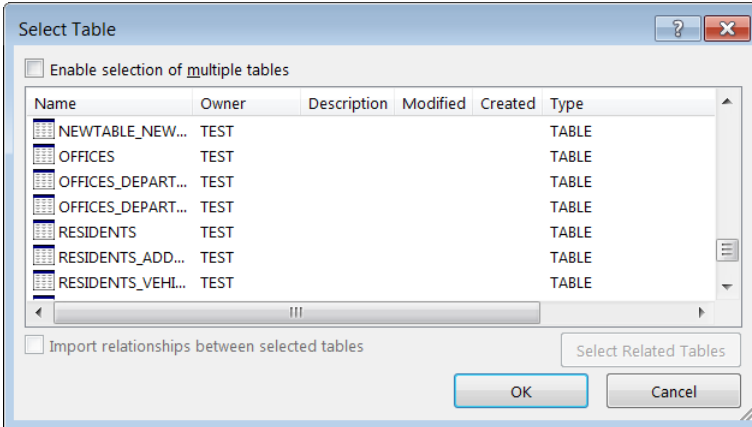 Select Table
Enable selection of multiple tables
Name Owner Description Modified Created Type
NEWTABLE_NEW... TEST TABLE
OFFICES TEST TABLE
OFFICES_DEPART... TEST TABLE
OFFICES_DEPART... TEST TABLE
RESIDENTS TEST TABLE
RESIDENTS_ADD... TEST TABLE
RESIDENTS_VEHI... TEST TABLE
Import relationships between selected tables
Select Related Tables
OK Cancel